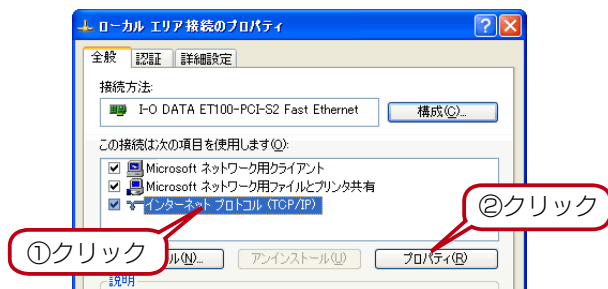 ローカル エリア接続のプロパティ
全般 認証 詳細設定
接続方法:
I-O DATA ET100-PCI-S2 Fast Ethernet 構成(C)...
この接続は次の項目を使用します(O):
Microsoft ネットワーク用クライアント
Microsoft ネットワーク用ファイルとプリンタ共有
インターネット プロトコル (TCP/IP)
②クリック
①クリック
ル(N)... アンインストール(U) プロパティ(R)
説明